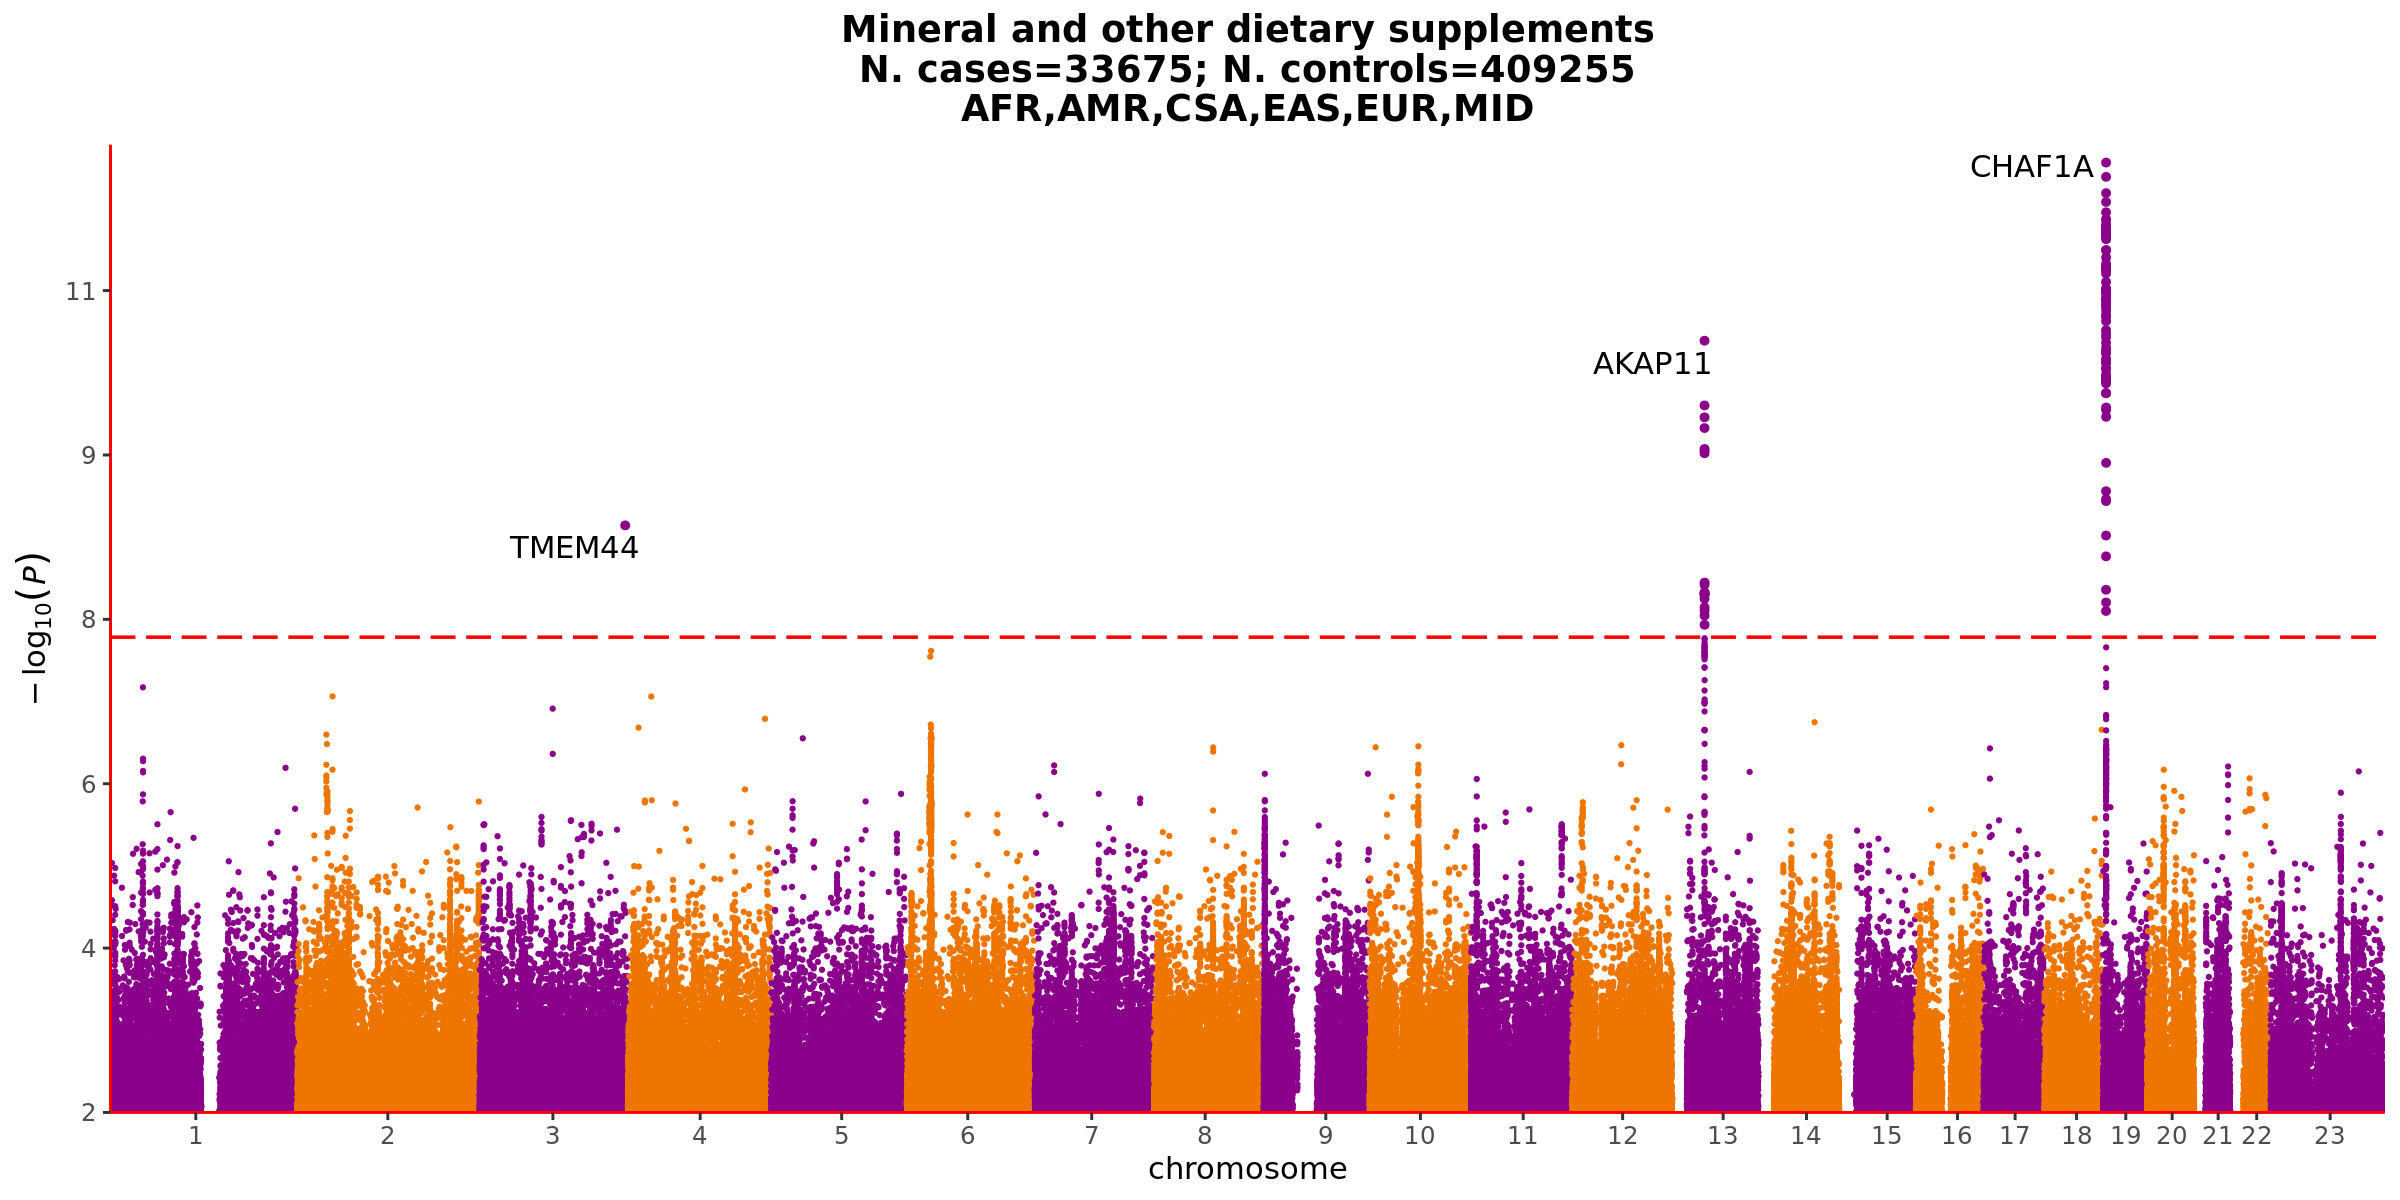 Mineral and other dietary supplements
N. cases=33675; N. controls=409255
AFR,AMR,CSA,EAS,EUR,MID
CHAF1A
11
AKAP11
9
TMEM44
8
−log10(P)
6
4
2
1 2 3 4 5 6 7 8 9 10 11 12 13 14 15 16 17 18 19 20 21 22 23
chromosome